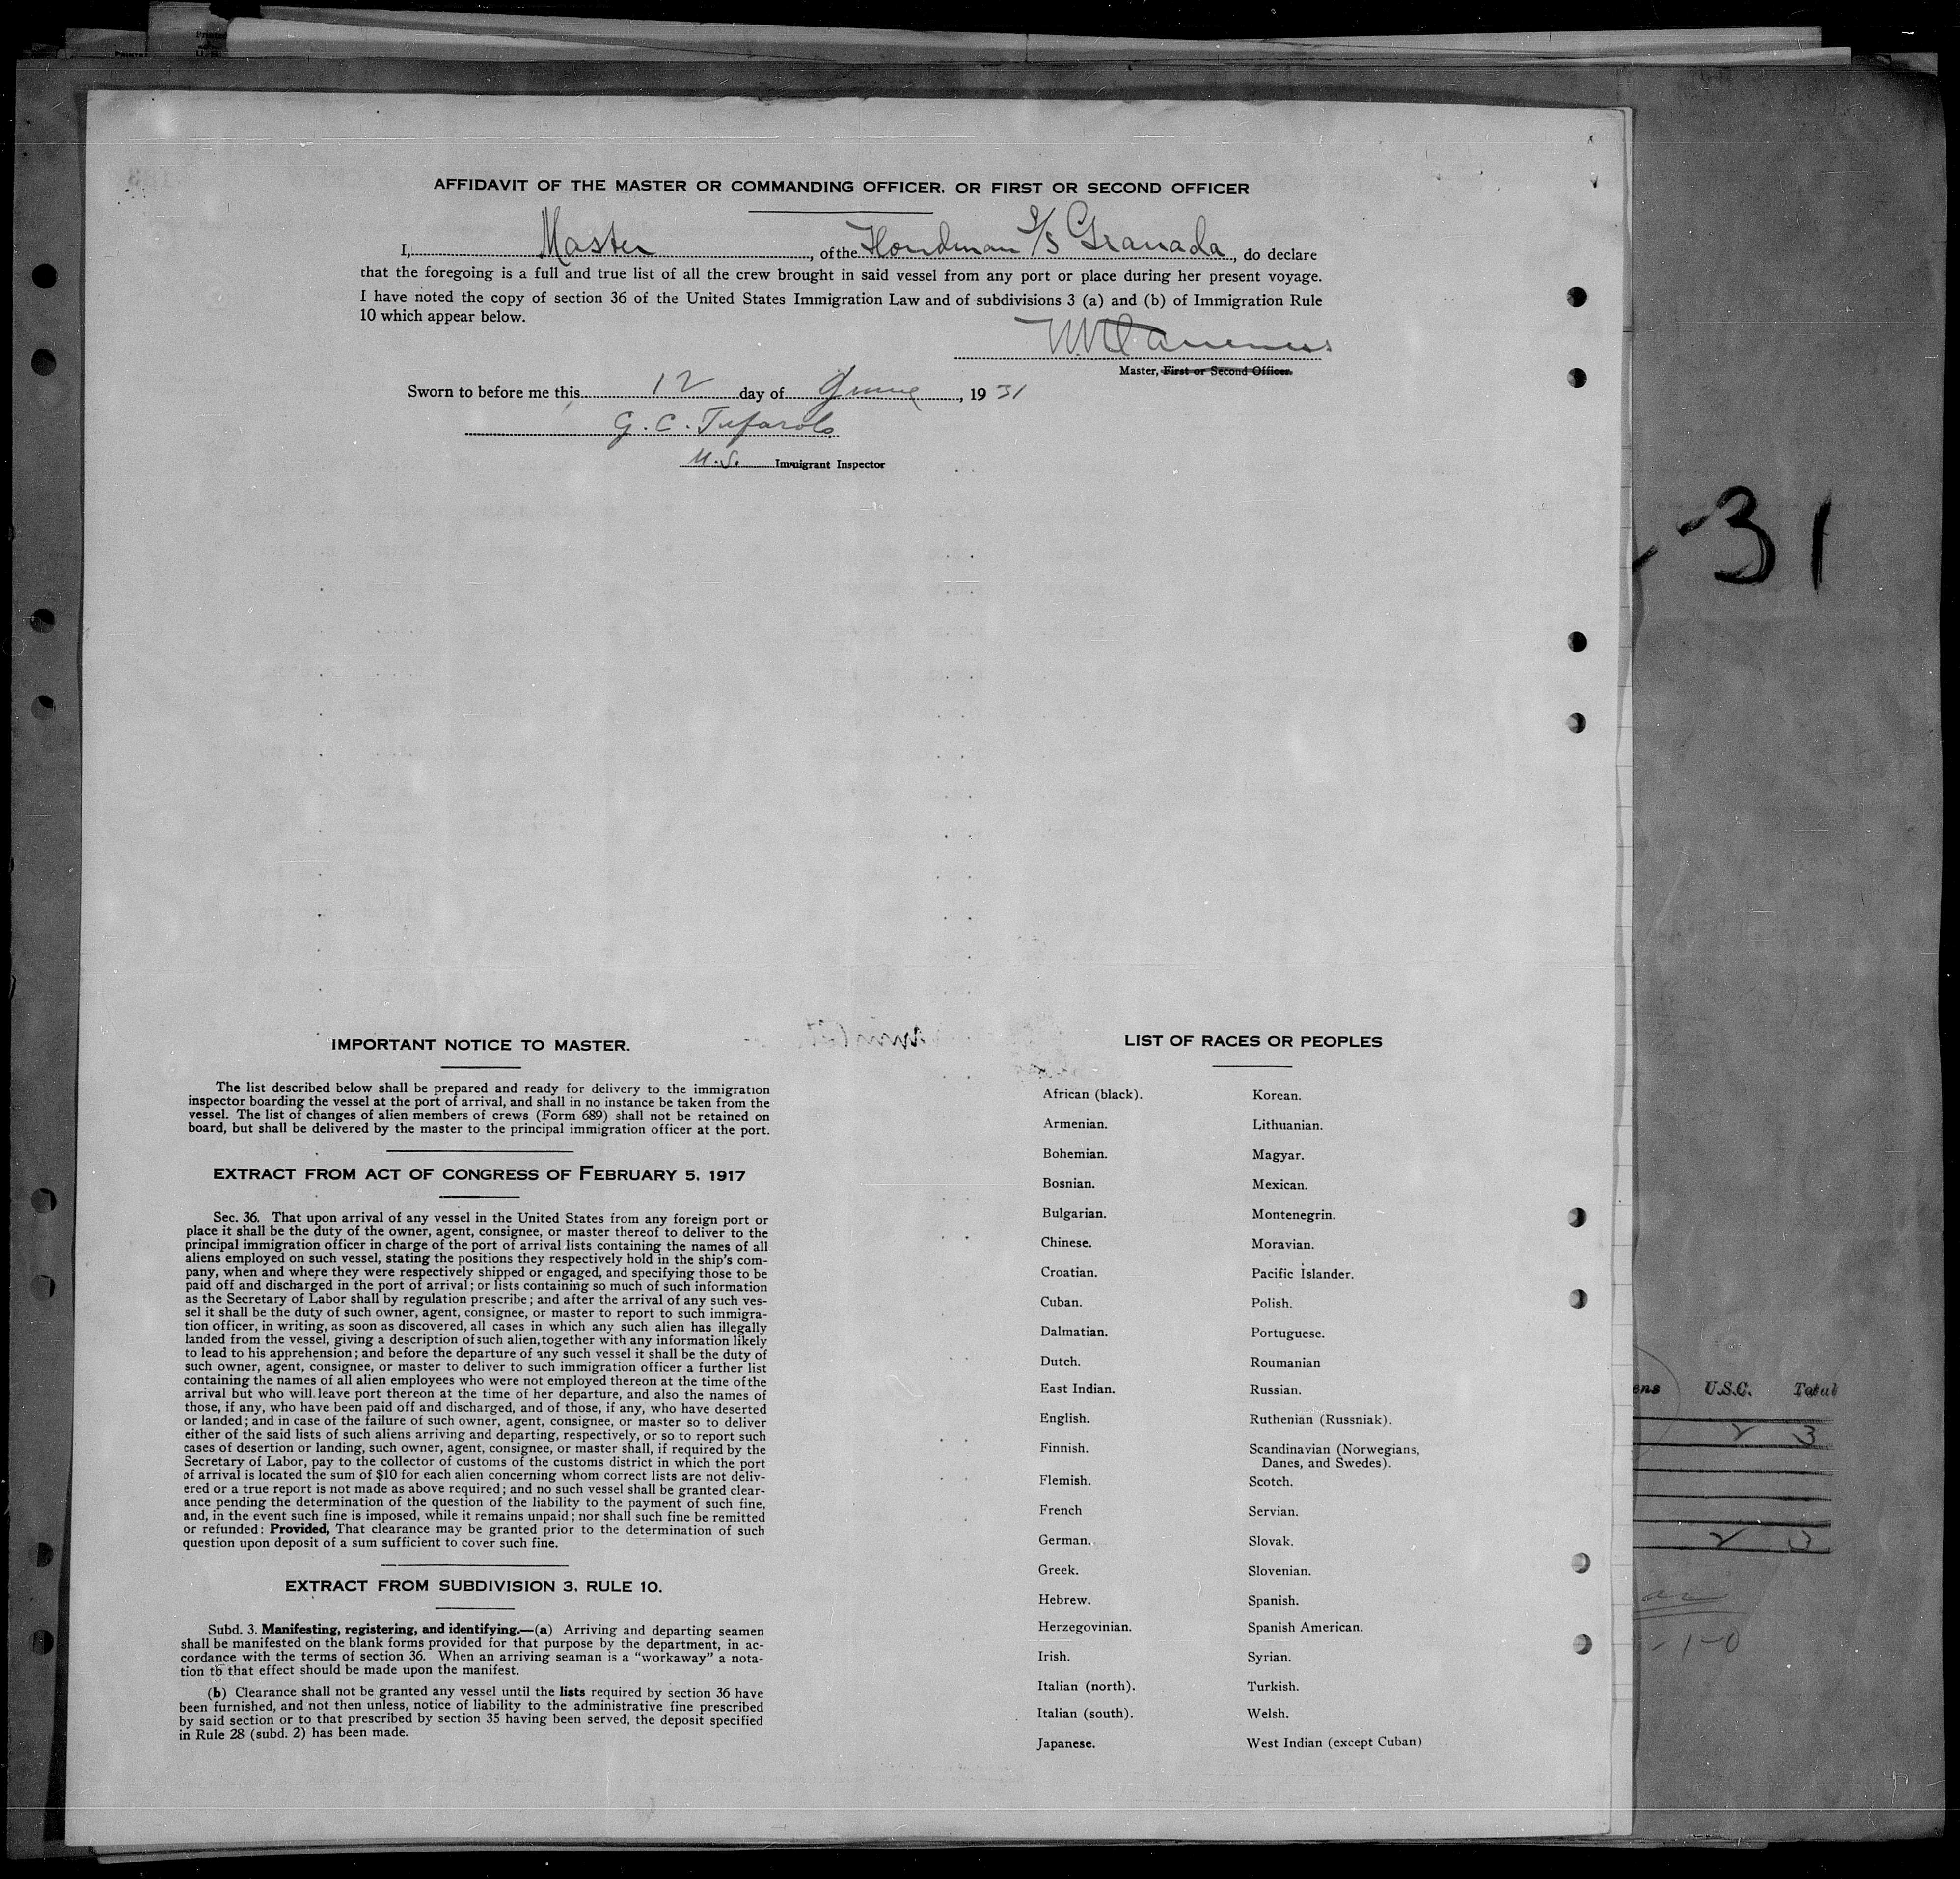 AFFIDAVIT OF THE MASTER OR COMMANDING OFFICER, OR FIRST OR SECOND OFFICER
I, Master, of the Honduran S/S Granada, do declare
that the foregoing is a full and true list of all the crew brought in said vessel from any port or place during her present voyage.
I have noted the copy of section 36 of the United States Immigration Law and of subdivisions 3 (a) and (b) of Immigration Rule
10 which appear below.
Master, First or Second Officer.
Sworn to before me this 12 day of June, 1931
G. C. Tufarolo
U.S. Immigrant Inspector
-31
IMPORTANT NOTICE TO MASTER.
The list described below shall be prepared and ready for delivery to the immigration
inspector boarding the vessel at the port of arrival, and shall in no instance be taken from the
vessel. The list of changes of alien members of crews (Form 689) shall not be retained on
board, but shall be delivered by the master to the principal immigration officer at the port.
EXTRACT FROM ACT OF CONGRESS OF FEBRUARY 5, 1917
Sec. 36. That upon arrival of any vessel in the United States from any foreign port or
place it shall be the duty of the owner, agent, consignee, or master thereof to deliver to the
principal immigration officer in charge of the port of arrival lists containing the names of all
aliens employed on such vessel, stating the positions they respectively hold in the ship's com-
pany, when and where they were respectively shipped or engaged, and specifying those to be
paid off and discharged in the port of arrival; or lists containing so much of such information
as the Secretary of Labor shall by regulation prescribe; and after the arrival of any such ves-
sel it shall be the duty of such owner, agent, consignee, or master to report to such immigra-
tion officer, in writing, as soon as discovered, all cases in which any such alien has illegally
landed from the vessel, giving a description of such alien, together with any information likely
to lead to his apprehension; and before the departure of any such vessel it shall be the duty of
such owner, agent, consignee, or master to deliver to such immigration officer a further list
containing the names of all alien employees who were not employed thereon at the time of the
arrival but who will leave port thereon at the time of her departure, and also the names of
those, if any, who have been paid off and discharged, and of those, if any, who have deserted
or landed; and in case of the failure of such owner, agent, consignee, or master so to deliver
either of the said lists of such aliens arriving and departing, respectively, or so to report such
cases of desertion or landing, such owner, agent, consignee, or master shall, if required by the
Secretary of Labor, pay to the collector of customs of the customs district in which the port
of arrival is located the sum of $10 for each alien concerning whom correct lists are not deliv-
ered or a true report is not made as above required; and no such vessel shall be granted clear-
ance pending the determination of the question of the liability to the payment of such fine,
and, in the event such fine is imposed, while it remains unpaid; nor shall such fine be remitted
or refunded: Provided, That clearance may be granted prior to the determination of such
question upon deposit of a sum sufficient to cover such fine.
EXTRACT FROM SUBDIVISION 3, RULE 10.
Subd. 3. Manifesting, registering, and identifying.—(a) Arriving and departing seamen
shall be manifested on the blank forms provided for that purpose by the department, in ac-
cordance with the terms of section 36. When an arriving seaman is a "workaway" a nota-
tion to that effect should be made upon the manifest.
(b) Clearance shall not be granted any vessel until the lists required by section 36 have
been furnished, and not then unless, notice of liability to the administrative fine prescribed
by said section or to that prescribed by section 35 having been served, the deposit specified
in Rule 28 (subd. 2) has been made.
LIST OF RACES OR PEOPLES
African (black).
Armenian.
Bohemian.
Bosnian.
Bulgarian.
Chinese.
Croatian.
Cuban.
Dalmatian.
Dutch.
East Indian.
English.
Finnish.
Flemish.
French
German.
Greek.
Hebrew.
Herzegovinian.
Irish.
Italian (north).
Italian (south).
Japanese.
Korean.
Lithuanian.
Magyar.
Mexican.
Montenegrin.
Moravian.
Pacific Islander.
Polish.
Portuguese.
Roumanian
Russian.
Ruthenian (Russniak).
Scandinavian (Norwegians,
Danes, and Swedes).
Scotch.
Servian.
Slovak.
Slovenian.
Spanish.
Spanish American.
Syrian.
Turkish.
Welsh.
West Indian (except Cuban)
ens U.S.C. Total
2 3
2 3
-1-0